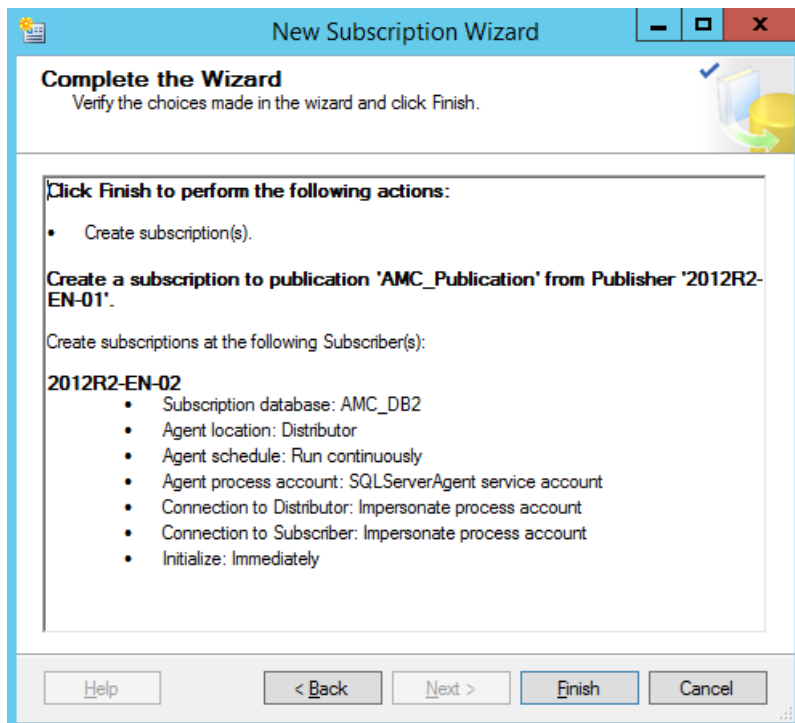 New Subscription Wizard
Complete the Wizard
Verify the choices made in the wizard and click Finish.
Click Finish to perform the following actions:
• Create subscription(s).
Create a subscription to publication 'AMC_Publication' from Publisher '2012R2-
EN-01'.
Create subscriptions at the following Subscriber(s):
2012R2-EN-02
• Subscription database: AMC_DB2
• Agent location: Distributor
• Agent schedule: Run continuously
• Agent process account: SQLServerAgent service account
• Connection to Distributor: Impersonate process account
• Connection to Subscriber: Impersonate process account
• Initialize: Immediately
Help < Back Next > Finish Cancel